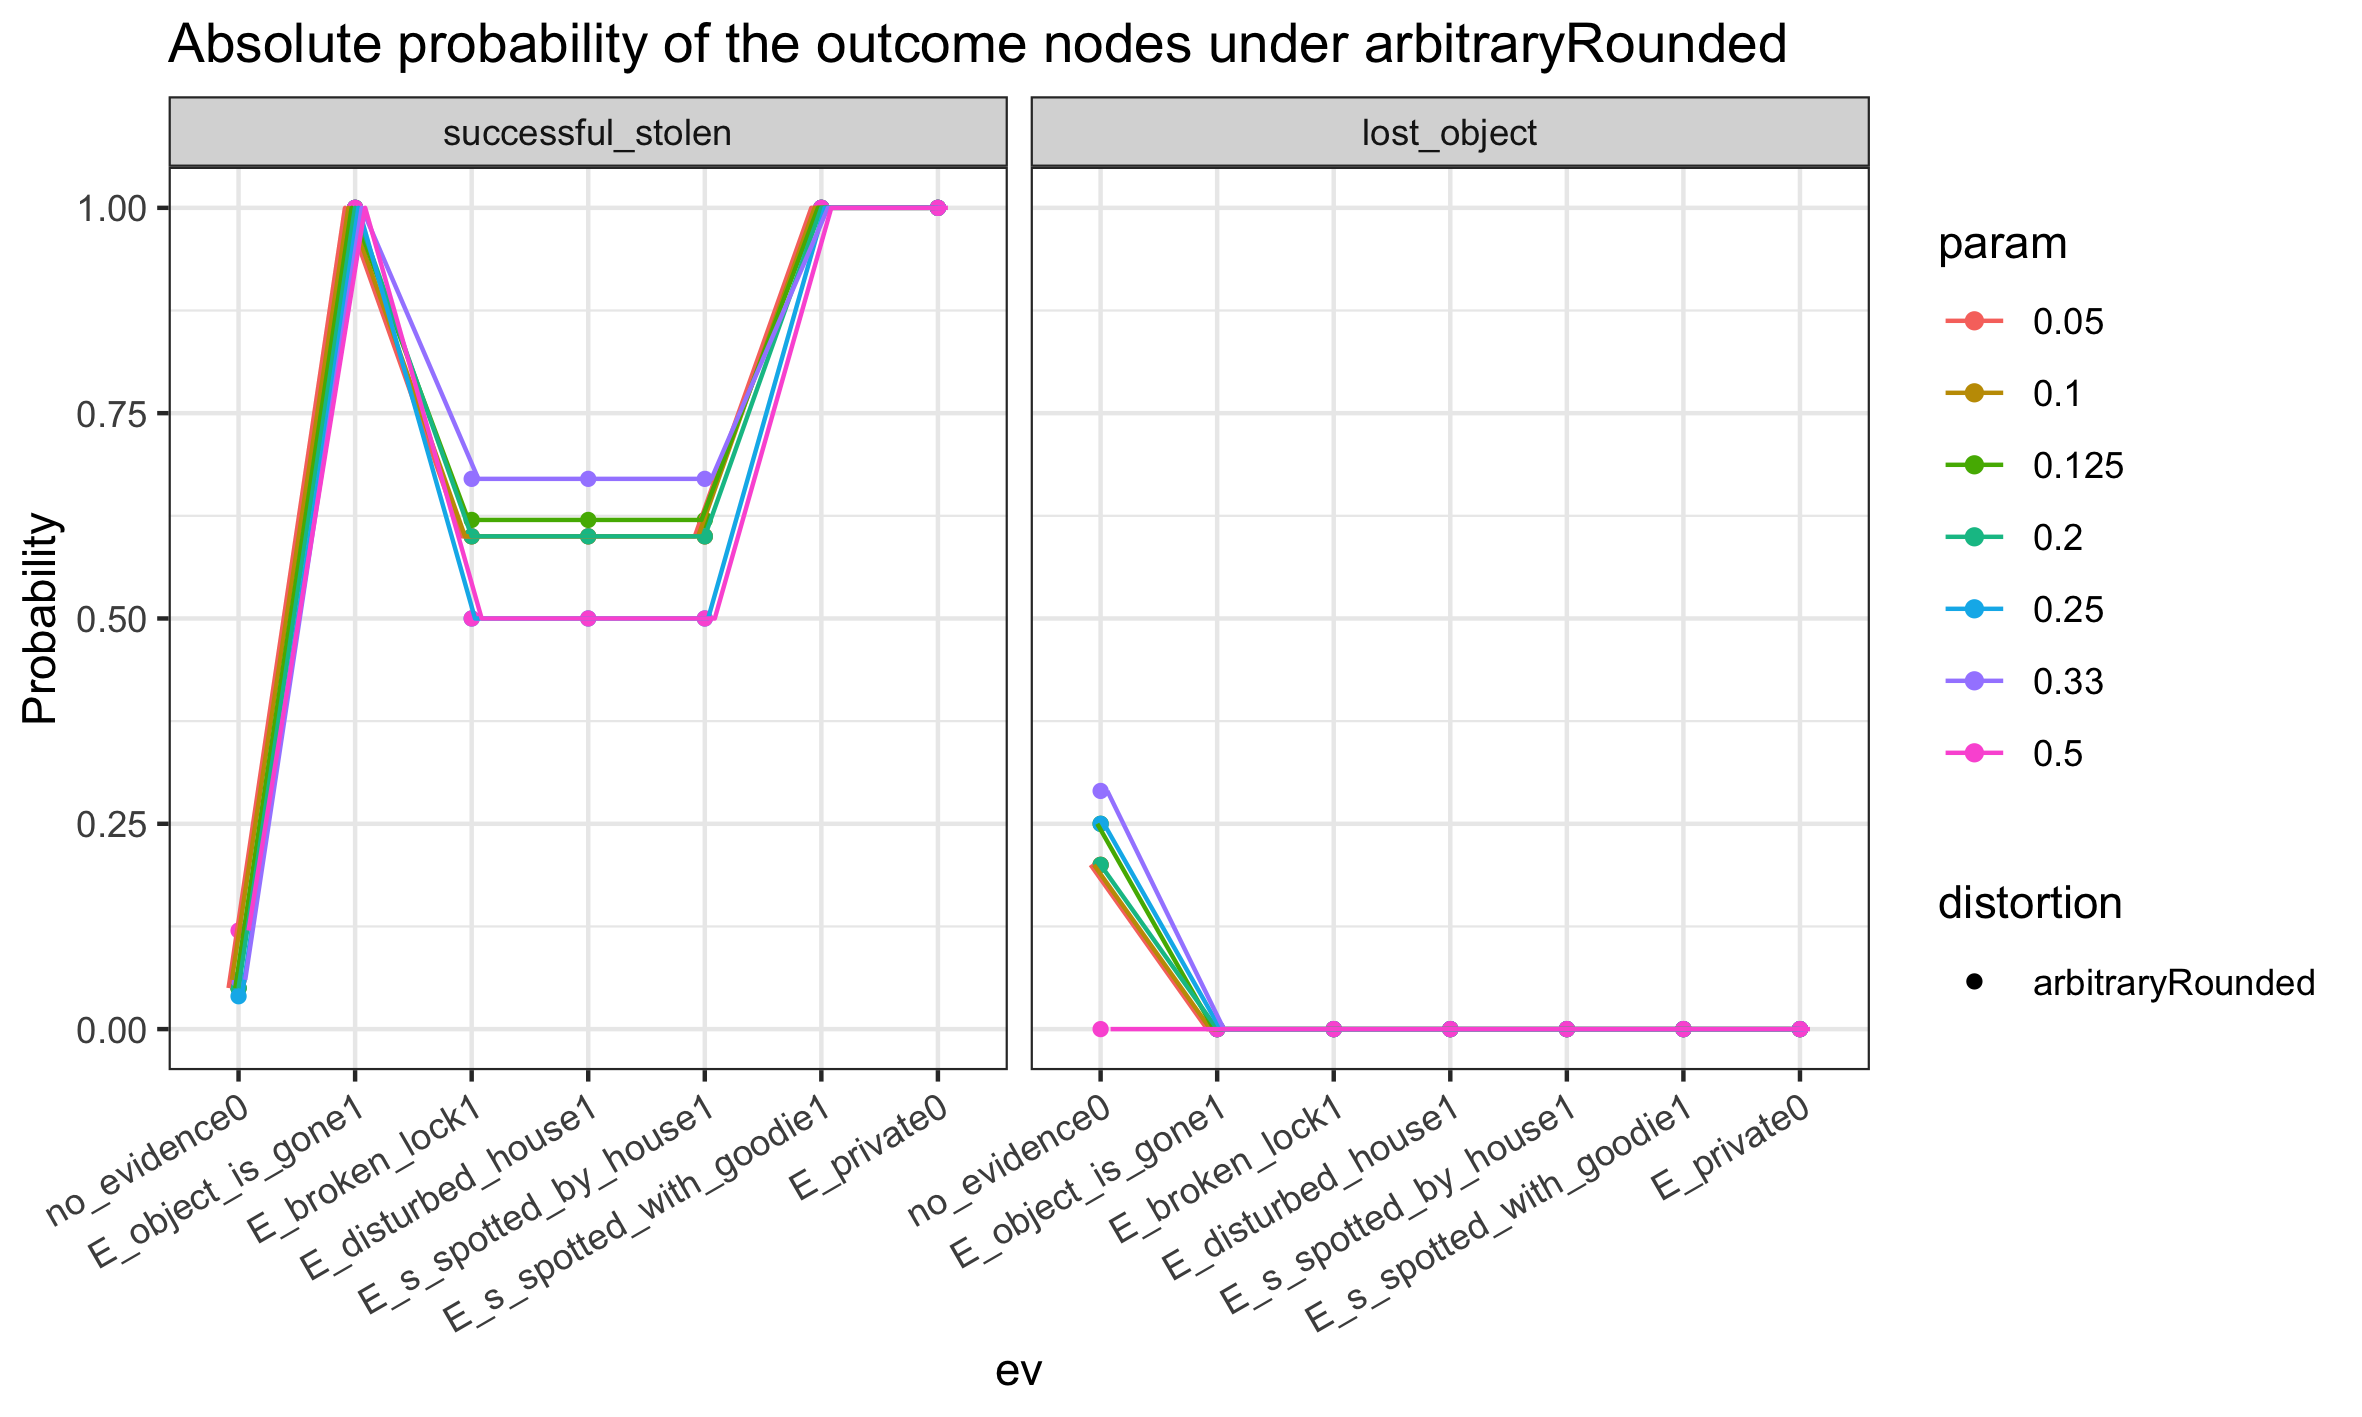 Absolute probability of the outcome nodes under arbitraryRounded
successful_stolen
lost_object
Probability
1.00
0.75
0.50
0.25
0.00
no_evidence0
E_object_is_gone1
E_broken_lock1
E_disturbed_house1
E_s_spotted_by_house1
E_s_spotted_with_goodie1
E_private0
no_evidence0
E_object_is_gone1
E_broken_lock1
E_disturbed_house1
E_s_spotted_by_house1
E_s_spotted_with_goodie1
E_private0
ev
param
0.05
0.1
0.125
0.2
0.25
0.33
0.5
distortion
arbitraryRounded